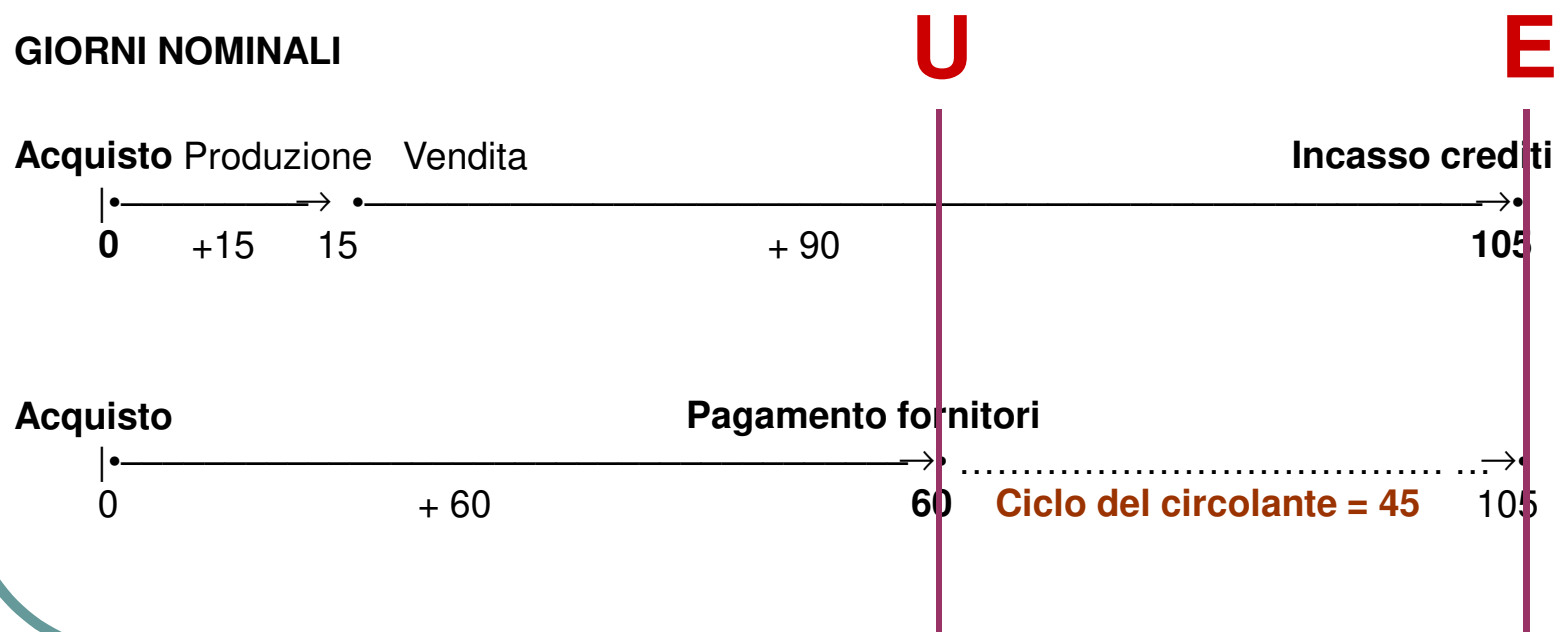 GIORNI NOMINALI U E
Acquisto Produzione Vendita Incasso crediti
0 +15 15 + 90 105
Acquisto Pagamento fornitori
0 + 60 60 Ciclo del circolante = 45 105